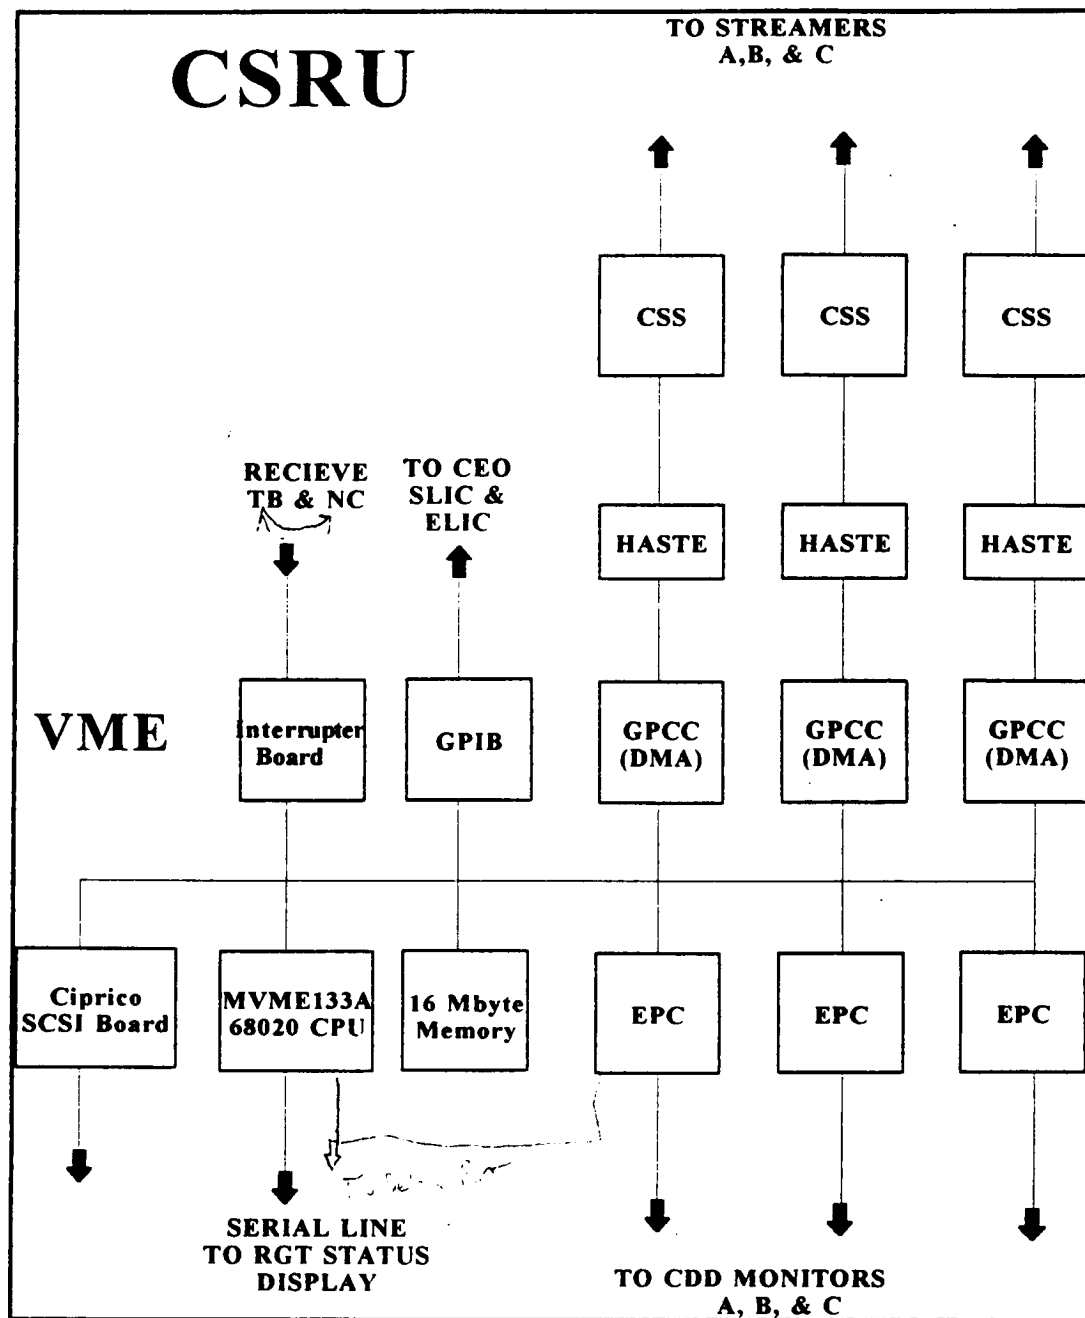 TO STREAMERS
A,B, & C
CSRU
CSS
CSS
CSS
RECIEVE
TB & NC
TO CEO
SLIC &
ELIC
HASTE
HASTE
HASTE
VME
Interrupter
Board
GPIB
GPCC
(DMA)
GPCC
(DMA)
GPCC
(DMA)
Ciprico
SCSI Board
MVME133A
68020 CPU
16 Mbyte
Memory
EPC
EPC
EPC
SERIAL LINE
TO RGT STATUS
DISPLAY
TO CDD MONITORS
A, B, & C